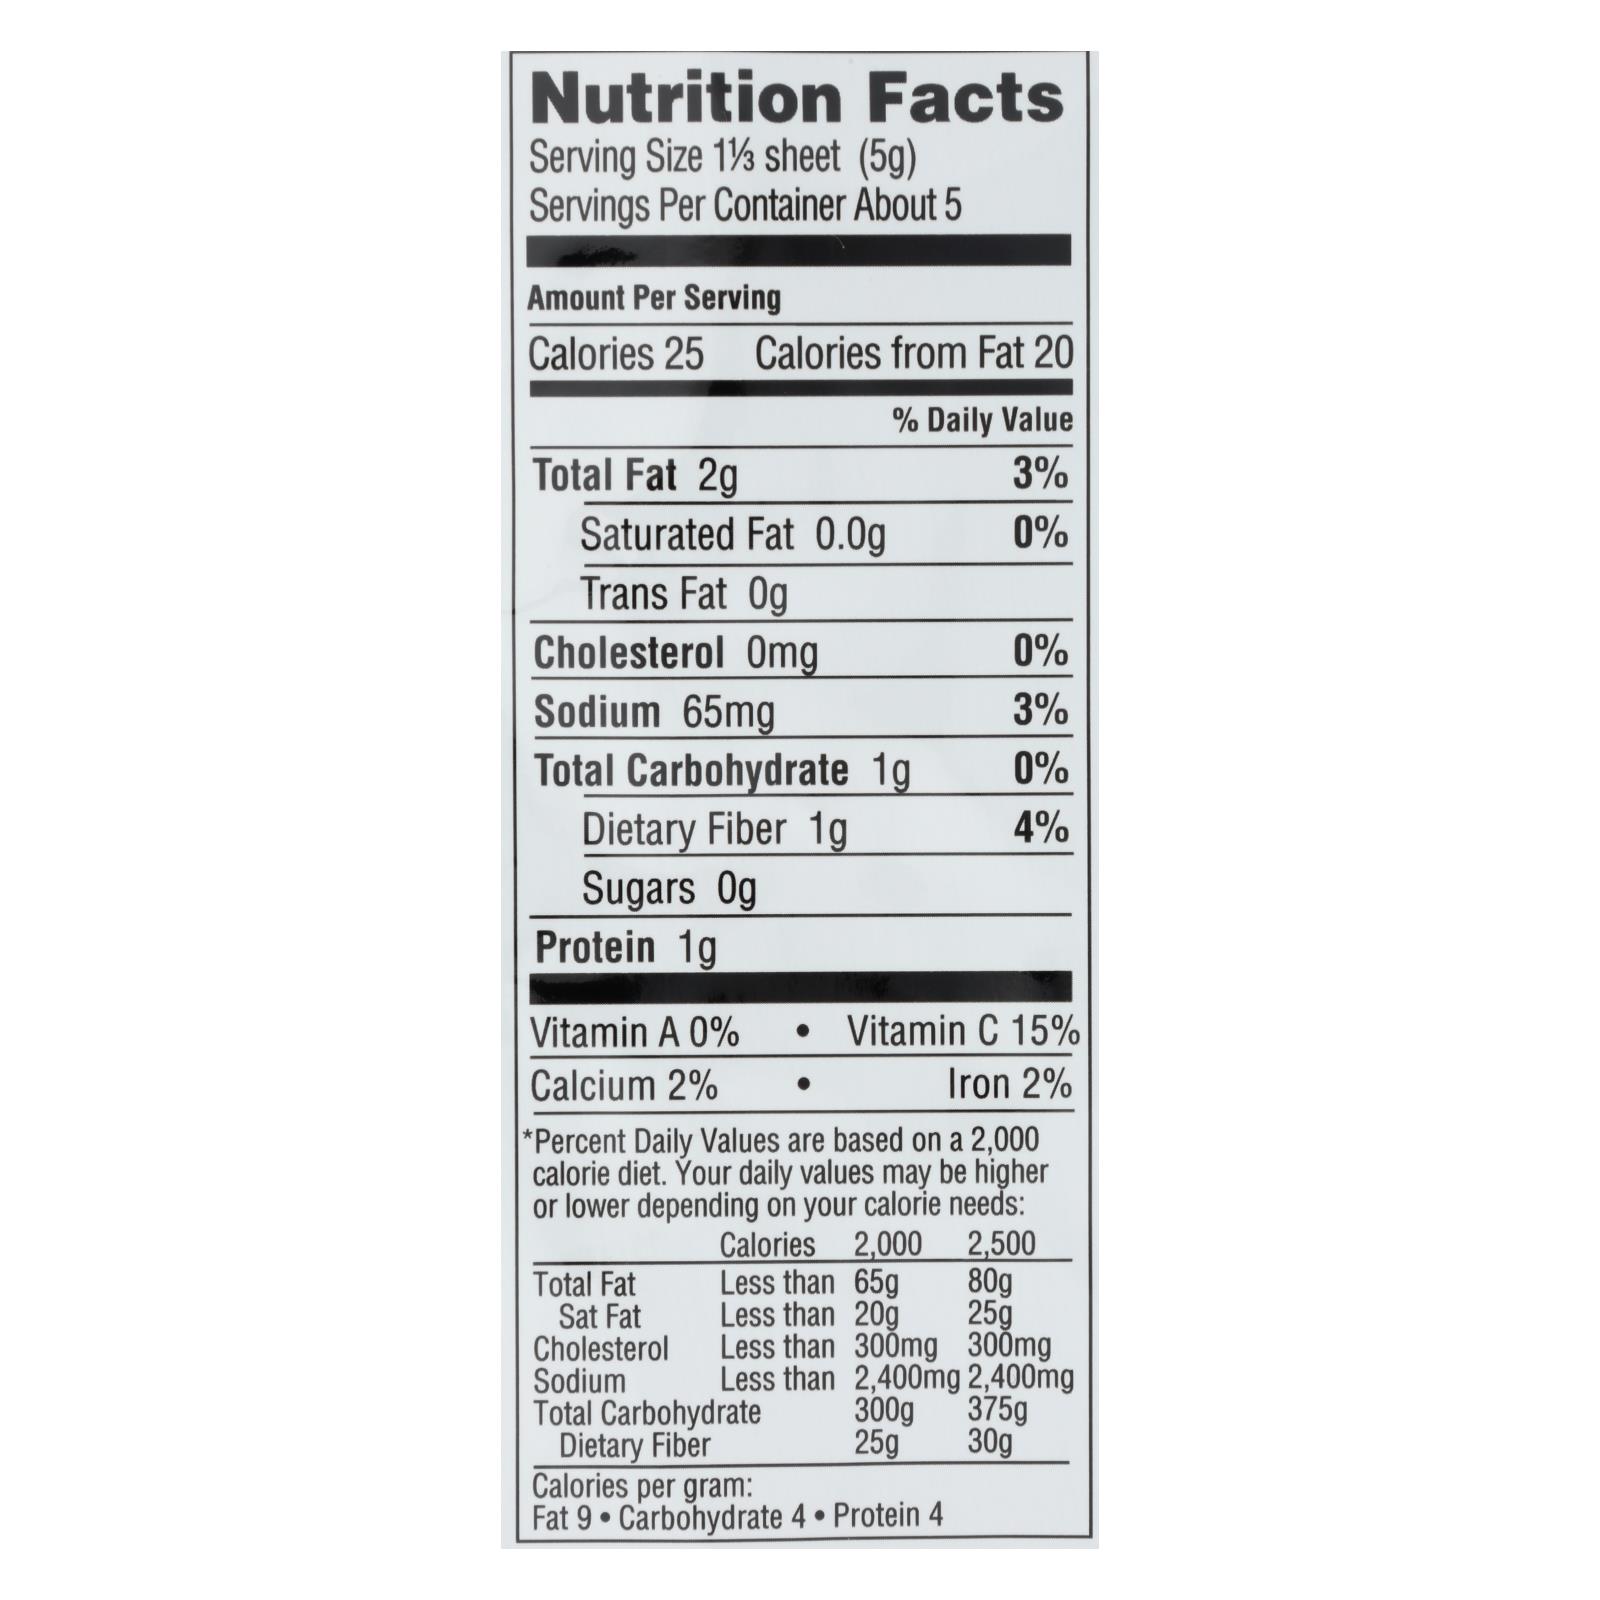 Nutrition Facts
Serving Size 1⅓ sheet (5g)
Servings Per Container About 5
Amount Per Serving
Calories 25 Calories from Fat 20
% Daily Value
Total Fat 2g 3%
Saturated Fat 0.0g 0%
Trans Fat 0g
Cholesterol 0mg 0%
Sodium 65mg 3%
Total Carbohydrate 1g 0%
Dietary Fiber 1g 4%
Sugars 0g
Protein 1g
Vitamin A 0% • Vitamin C 15%
Calcium 2% • Iron 2%
*Percent Daily Values are based on a 2,000
calorie diet. Your daily values may be higher
or lower depending on your calorie needs:
Calories 2,000 2,500
Total Fat Less than 65g 80g
Sat Fat Less than 20g 25g
Cholesterol Less than 300mg 300mg
Sodium Less than 2,400mg 2,400mg
Total Carbohydrate 300g 375g
Dietary Fiber 25g 30g
Calories per gram:
Fat 9 • Carbohydrate 4 • Protein 4